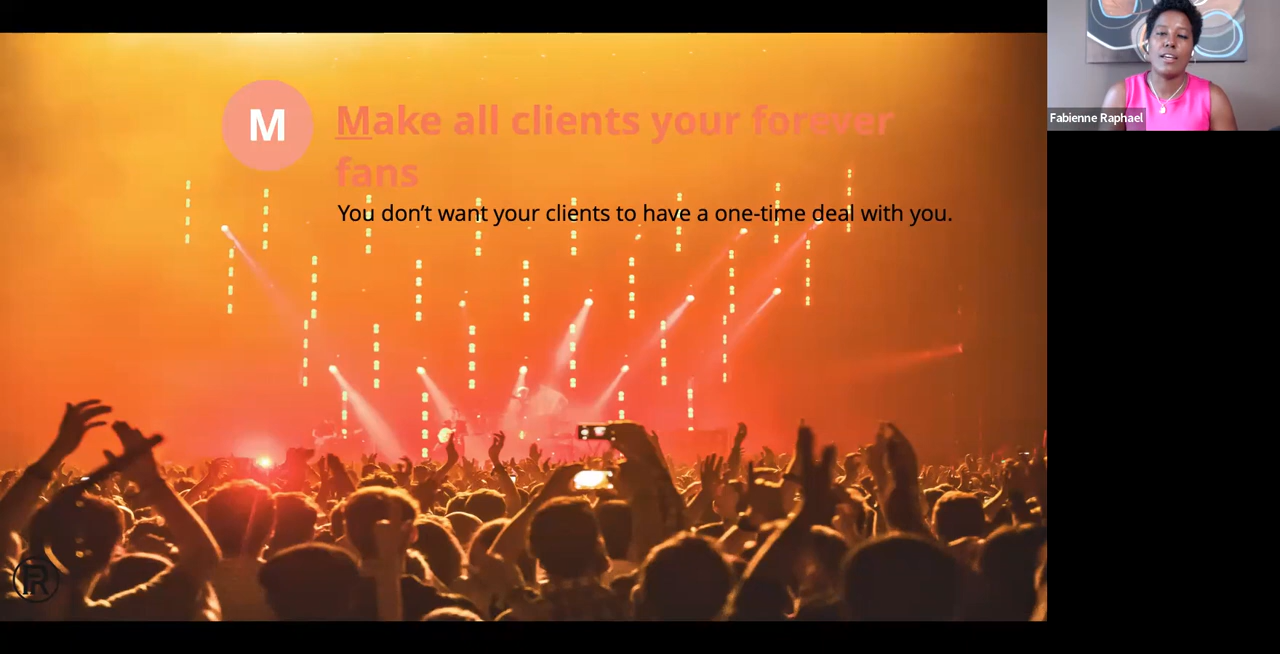 M
Make all clients your forever
fans
You don’t want your clients to have a one-time deal with you.
Fabienne Raphael